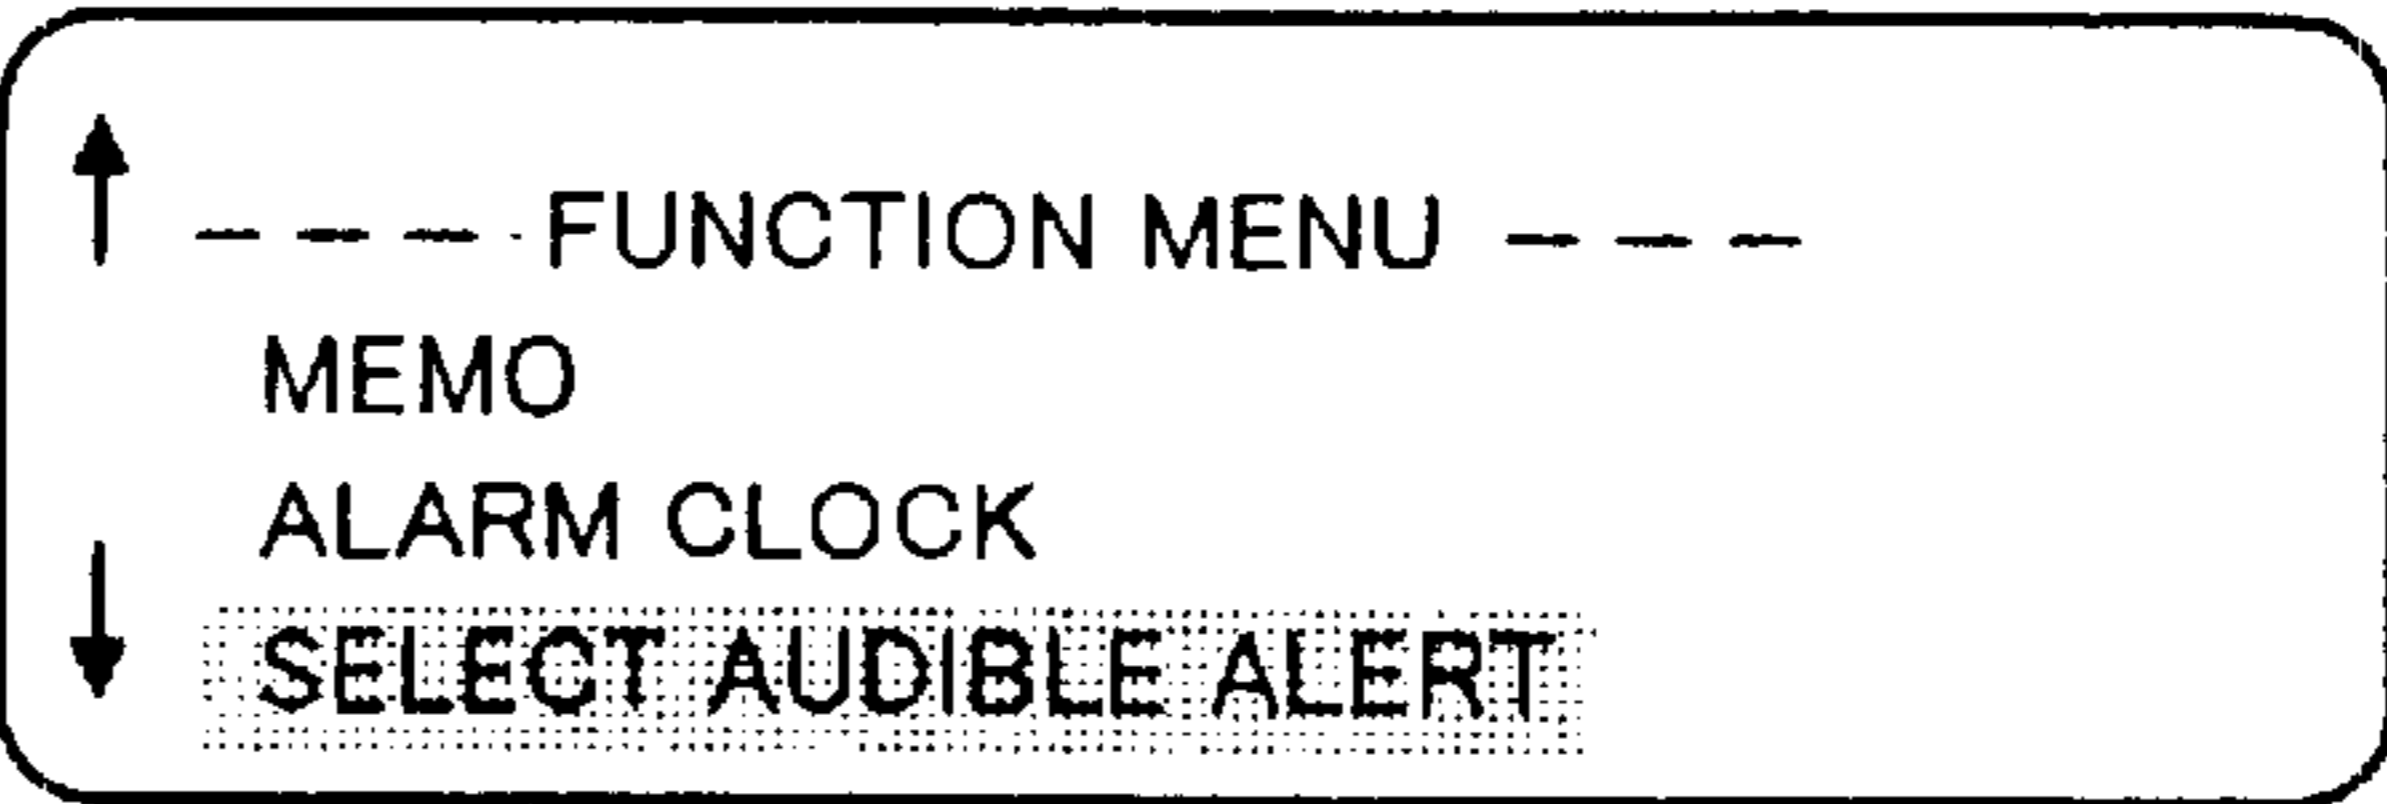 --- FUNCTION MENU ---
MEMO
ALARM CLOCK
SELECT AUDIBLE ALERT